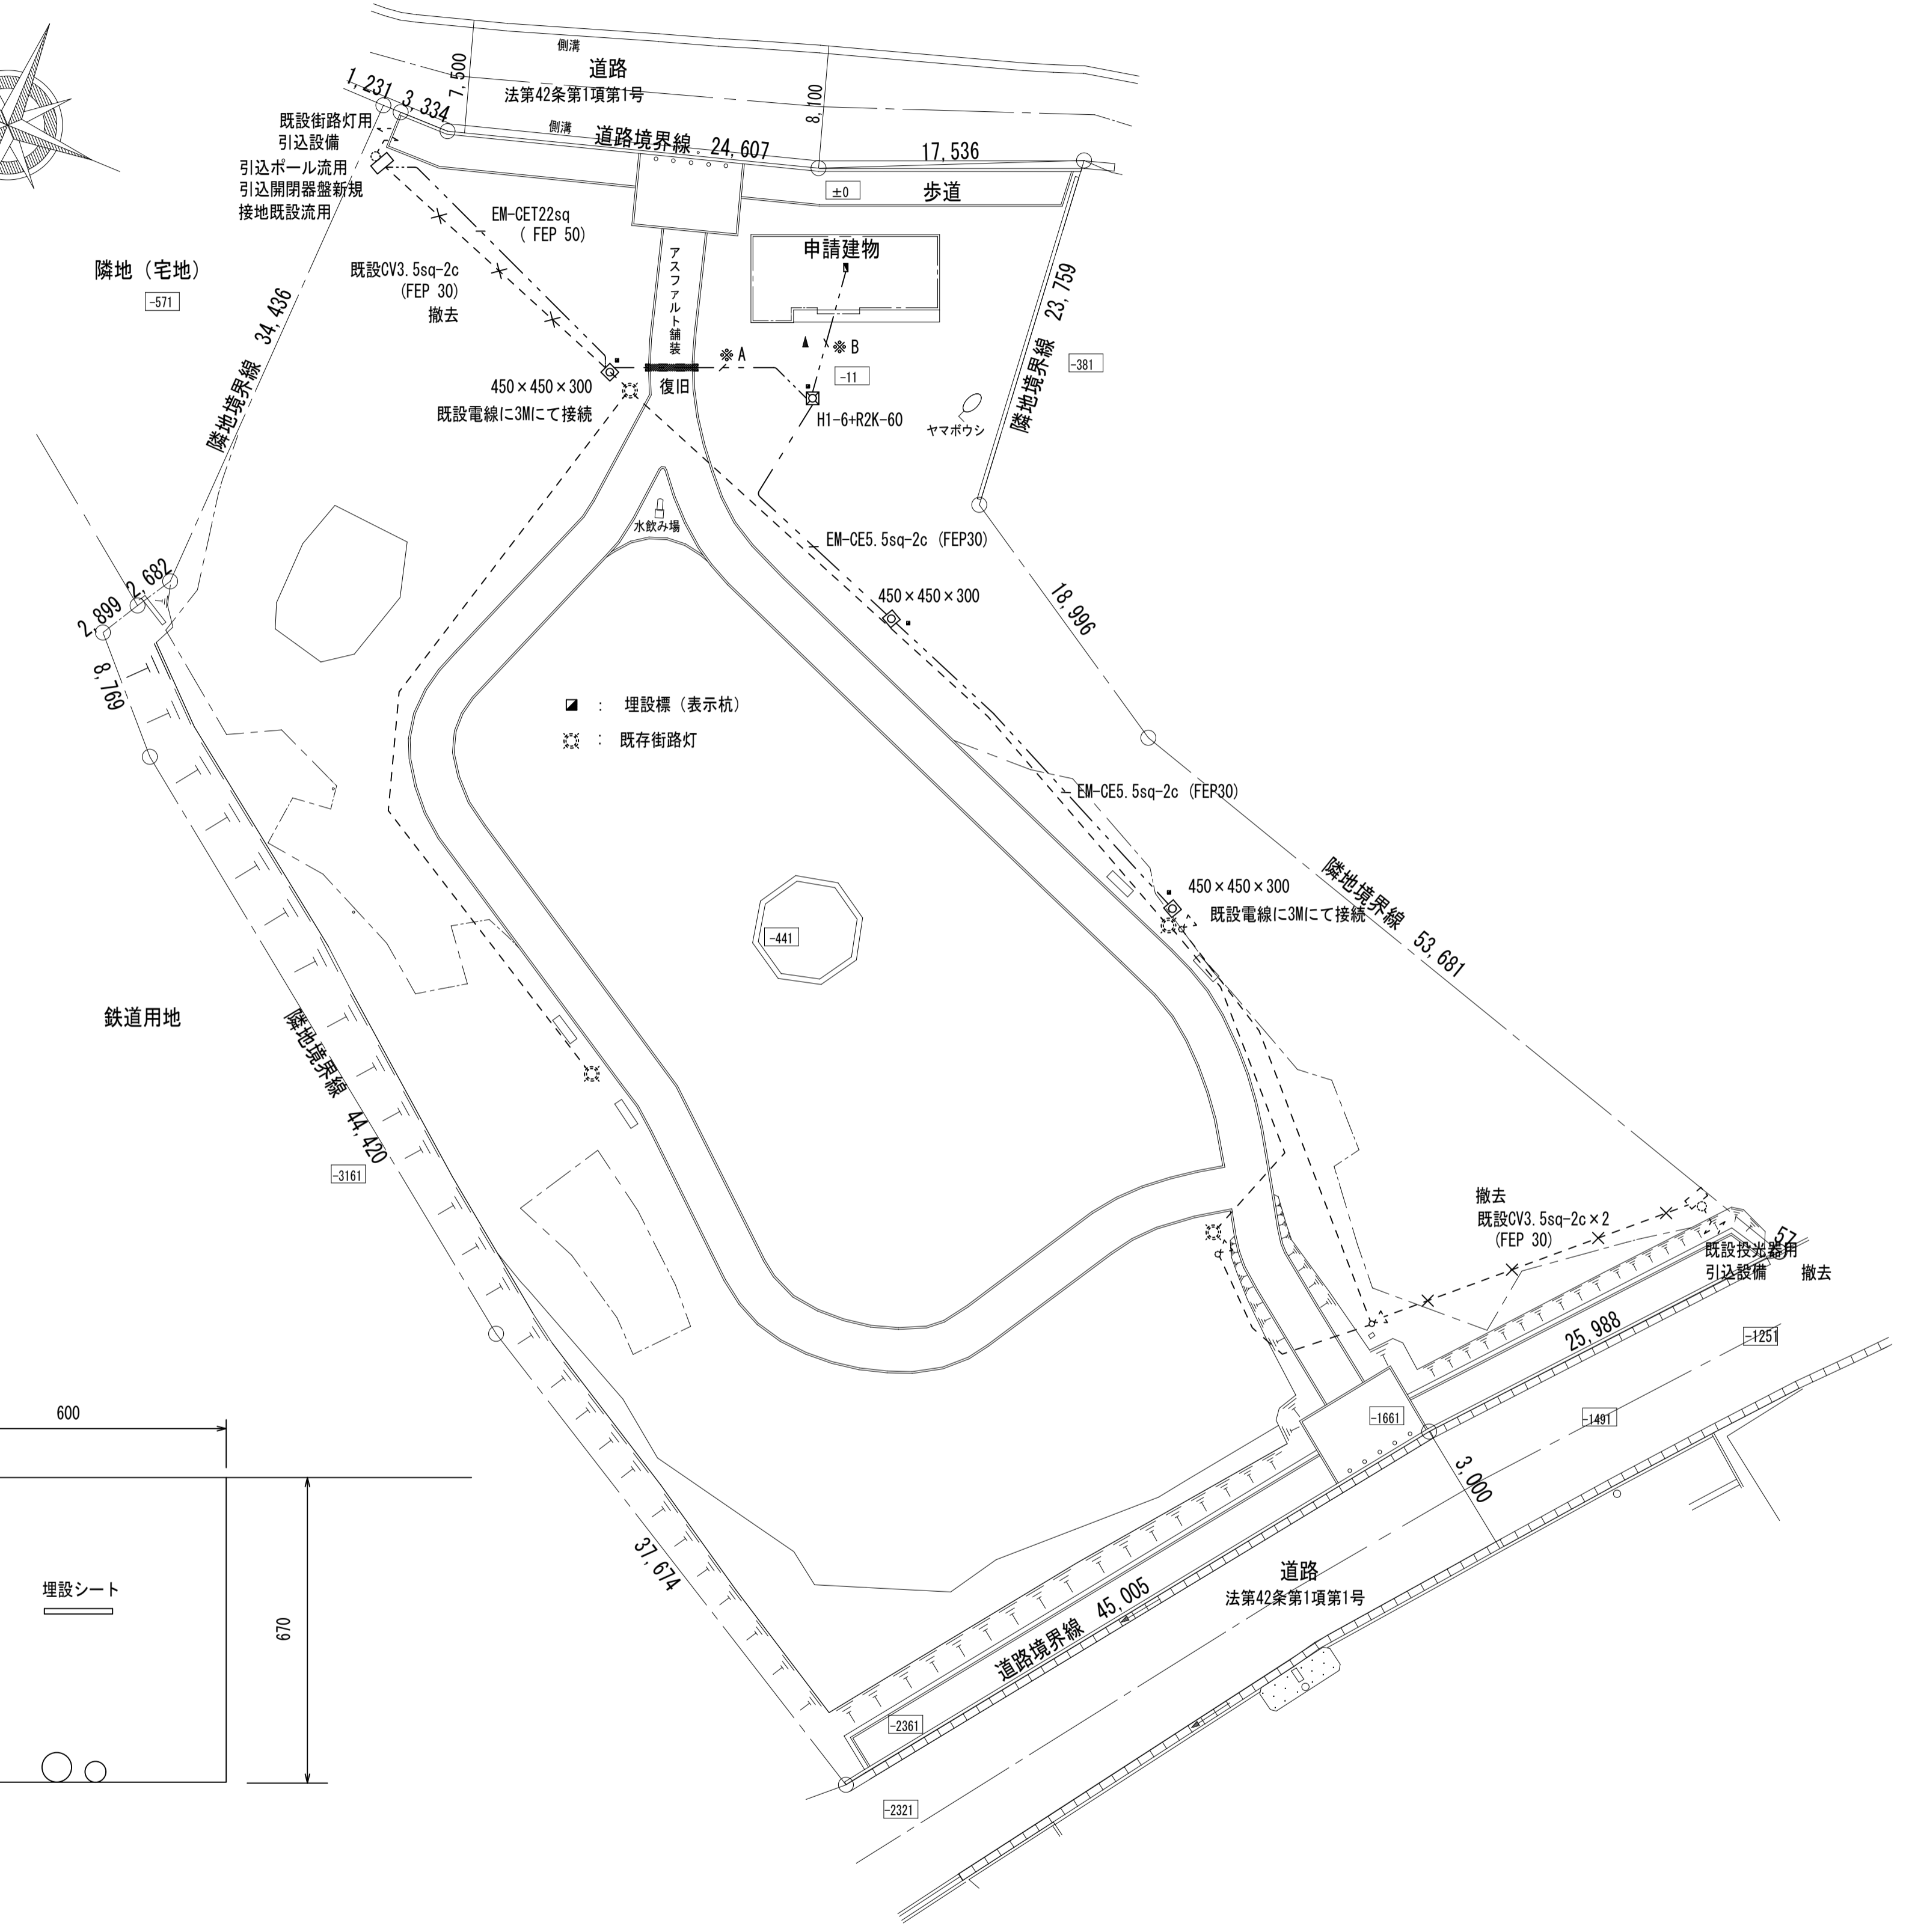 側溝
道路
法第42条第1項第1号
7,500
8,100
1,231
3,334
側溝
道路境界線 24,607
17,536
±0
歩道
既設街路灯用
引込設備
引込ポール流用
引込開閉器盤新規
接地既設流用
EM-CET22sq
( FEP 50)
既設CV3.5sq-2c
(FEP 30)
撤去
隣地（宅地）
-571
隣地境界線 34,436
アスファルト舗装
申請建物
※ A
※ B
-11
復旧
450×450×300
既設電線に3Mにて接続
H1-6+R2K-60
ヤマボウシ
隣地境界線 23,759
-381
水飲み場
EM-CE5.5sq-2c (FEP30)
450×450×300
18,996
2,682
2,899
8,769
： 埋設標（表示杭）
： 既存街路灯
EM-CE5.5sq-2c (FEP30)
450×450×300
既設電線に3Mにて接続
隣地境界線 53,681
-441
鉄道用地
隣地境界線 44,420
-3161
撤去
既設CV3.5sq-2c×2
(FEP 30)
57
既設投光器用
引込設備 撤去
25,988
-1251
-1661
-1491
3,000
600
埋設シート
670
37,674
道路
法第42条第1項第1号
道路境界線 45,005
-2361
-2321